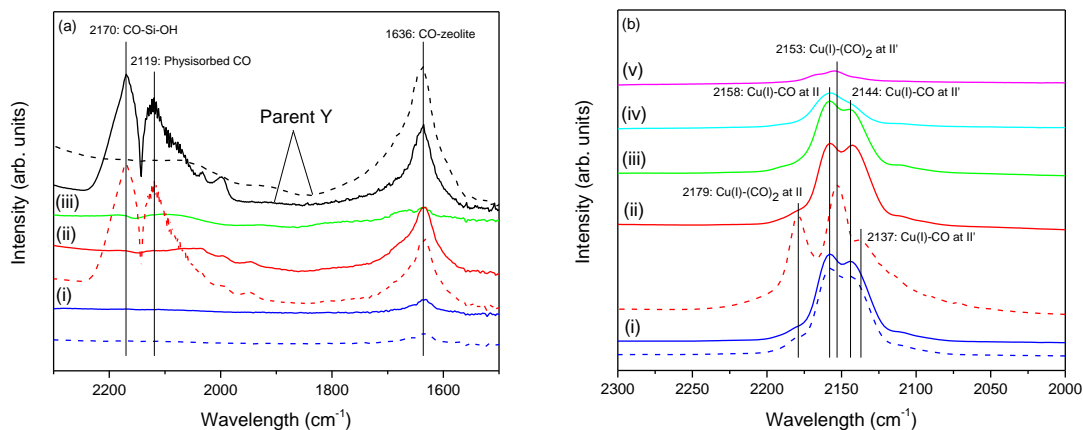 (a)
2170: CO-Si-OH
2119: Physisorbed CO
1636: CO-zeolite
Parent Y
(iii)
(ii)
(i)
Intensity (arb. units)
2200
2000
1800
1600
Wavelength (cm⁻¹)
(b)
2153: Cu(I)-(CO)₂ at II'
(v)
2158: Cu(I)-CO at II
2144: Cu(I)-CO at II'
(iv)
(iii)
2179: Cu(I)-(CO)₂ at II
(ii)
2137: Cu(I)-CO at II'
(i)
Intensity (arb. units)
2300
2250
2200
2150
2100
2050
2000
Wavelength (cm⁻¹)